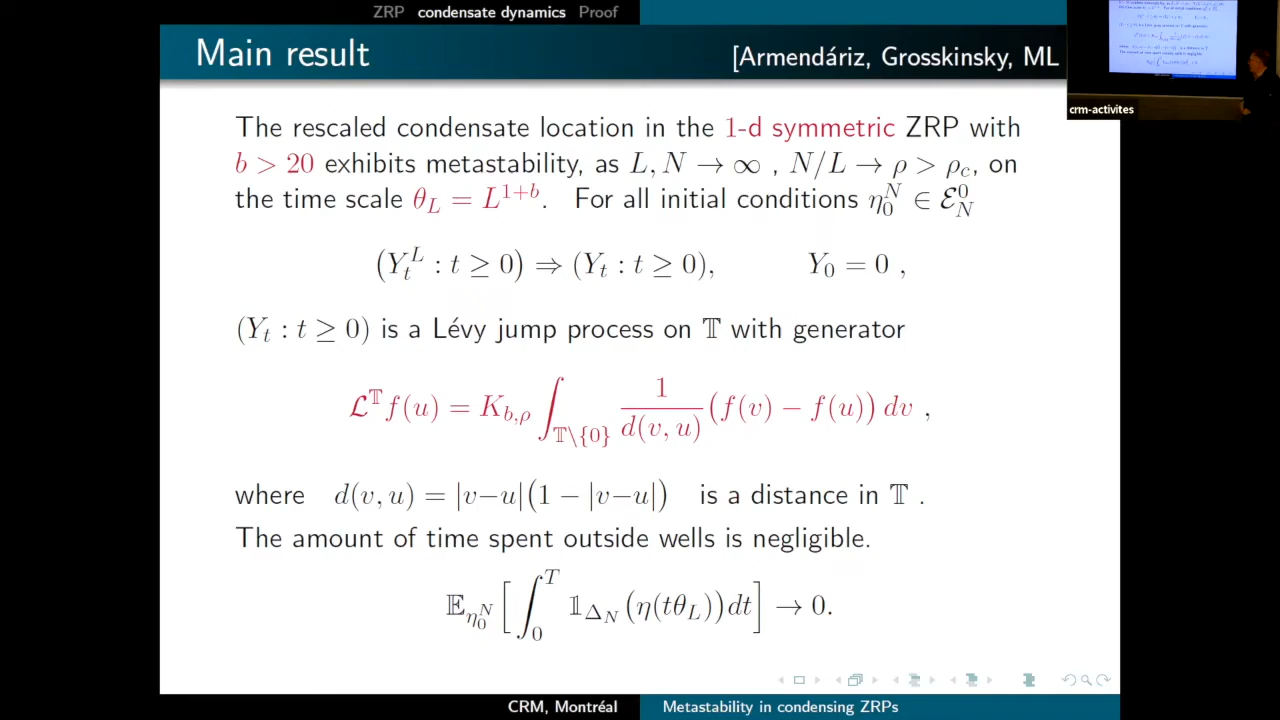 ZRP condensate dynamics Proof
Main result [Armendáriz, Grosskinsky, ML
crm-activites
The rescaled condensate location in the 1-d symmetric ZRP with
b > 20 exhibits metastability, as L, N → ∞ , N/L → ρ > ρ_c, on
the time scale θ_L = L^{1+b}. For all initial conditions η_0^N ∈ ℰ_N^0
(Y_t^L : t ≥ 0) ⇒ (Y_t : t ≥ 0), Y_0 = 0 ,
(Y_t : t ≥ 0) is a Lévy jump process on 𝕋 with generator
ℒ^𝕋 f(u) = K_{b,ρ} ∫_{𝕋\{0}} 1/d(v, u) (f(v) − f(u)) dv ,
where d(v, u) = |v−u|(1 − |v−u|) is a distance in 𝕋 .
The amount of time spent outside wells is negligible.
𝔼_{η_0^N} [ ∫_0^T 𝟙_{Δ_N} (η(tθ_L)) dt ] → 0.
CRM, Montréal Metastability in condensing ZRPs